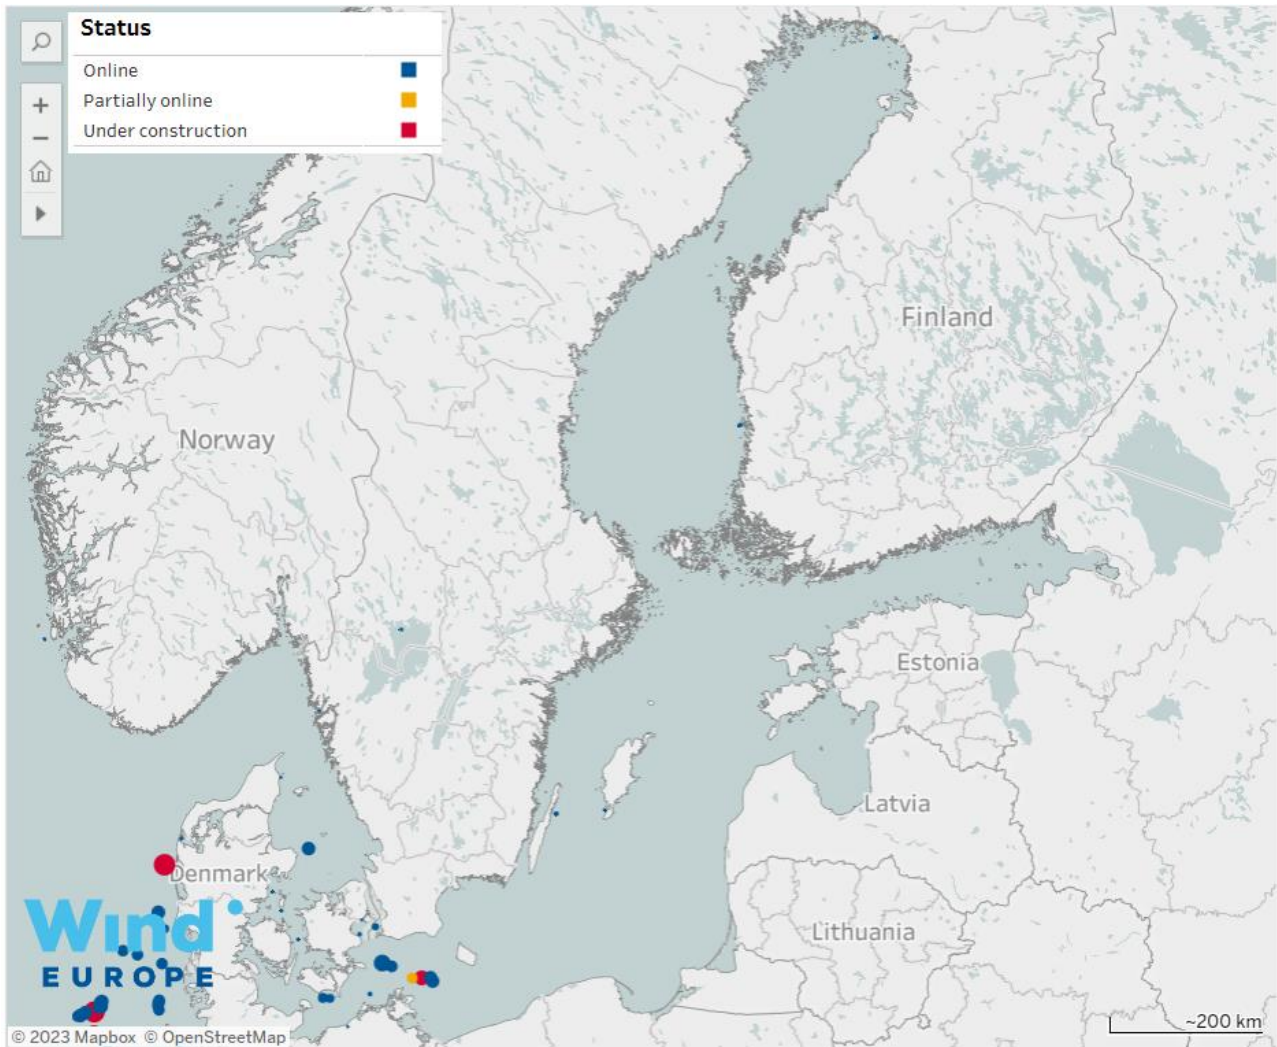 Status
Online
Partially online
Under construction
+
−
Finland
Norway
Estonia
Latvia
Denmark
Lithuania
Wind
EUROPE
© 2023 Mapbox © OpenStreetMap
~200 km